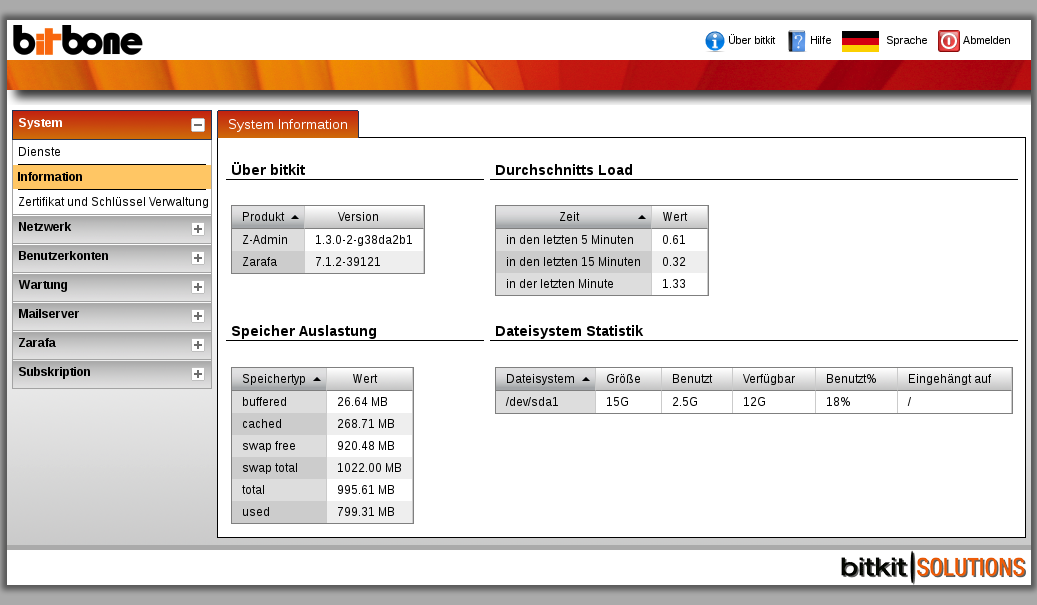 bitbone
Über bitkit Hilfe Sprache Abmelden
System
Dienste
Information
Zertifikat und Schlüssel Verwaltung
Netzwerk
Benutzerkonten
Wartung
Mailserver
Zarafa
Subskription
System Information
Über bitkit
Produkt Version
Z-Admin 1.3.0-2-g38da2b1
Zarafa 7.1.2-39121
Durchschnitts Load
Zeit Wert
in den letzten 5 Minuten 0.61
in den letzten 15 Minuten 0.32
in der letzten Minute 1.33
Speicher Auslastung
Speichertyp Wert
buffered 26.64 MB
cached 268.71 MB
swap free 920.48 MB
swap total 1022.00 MB
total 995.61 MB
used 799.31 MB
Dateisystem Statistik
Dateisystem Größe Benutzt Verfügbar Benutzt% Eingehängt auf
/dev/sda1 15G 2.5G 12G 18% /
bitkit|SOLUTIONS